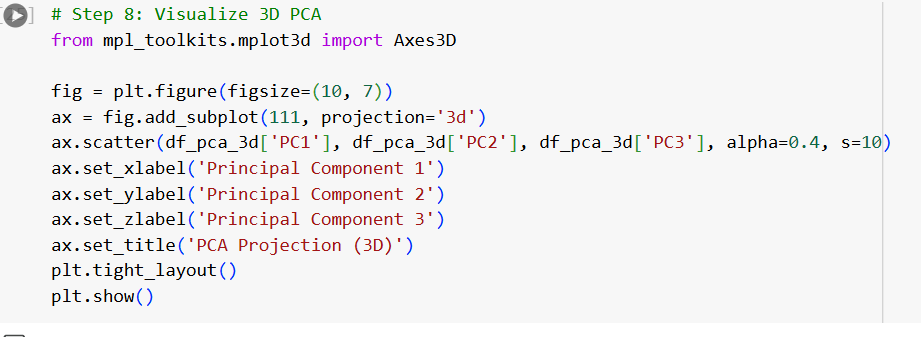 # Step 8: Visualize 3D PCA
from mpl_toolkits.mplot3d import Axes3D
fig = plt.figure(figsize=(10, 7))
ax = fig.add_subplot(111, projection='3d')
ax.scatter(df_pca_3d['PC1'], df_pca_3d['PC2'], df_pca_3d['PC3'], alpha=0.4, s=10)
ax.set_xlabel('Principal Component 1')
ax.set_ylabel('Principal Component 2')
ax.set_zlabel('Principal Component 3')
ax.set_title('PCA Projection (3D)')
plt.tight_layout()
plt.show()